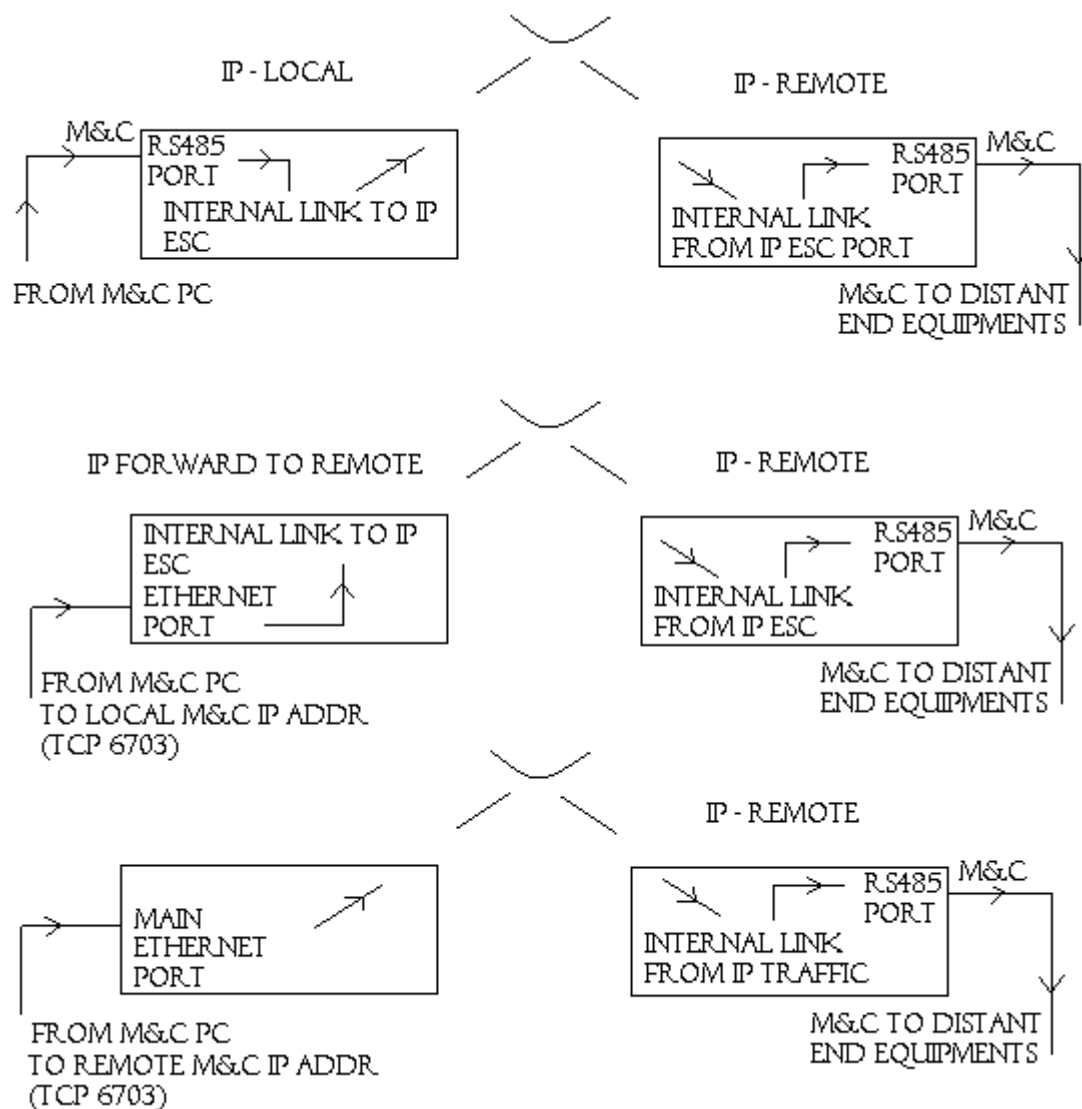 IP - LOCAL
IP - REMOTE
M&C
RS485
PORT
INTERNAL LINK TO IP
ESC
FROM M&C PC
RS485
PORT
M&C
INTERNAL LINK
FROM IP ESC PORT
M&C TO DISTANT
END EQUIPMENTS
IP FORWARD TO REMOTE
IP - REMOTE
INTERNAL LINK TO IP
ESC
ETHERNET
PORT
FROM M&C PC
TO LOCAL M&C IP ADDR
(TCP 6703)
RS485
PORT
M&C
INTERNAL LINK
FROM IP ESC
M&C TO DISTANT
END EQUIPMENTS
IP - REMOTE
MAIN
ETHERNET
PORT
FROM M&C PC
TO REMOTE M&C IP ADDR
(TCP 6703)
RS485
PORT
M&C
INTERNAL LINK
FROM IP TRAFFIC
M&C TO DISTANT
END EQUIPMENTS